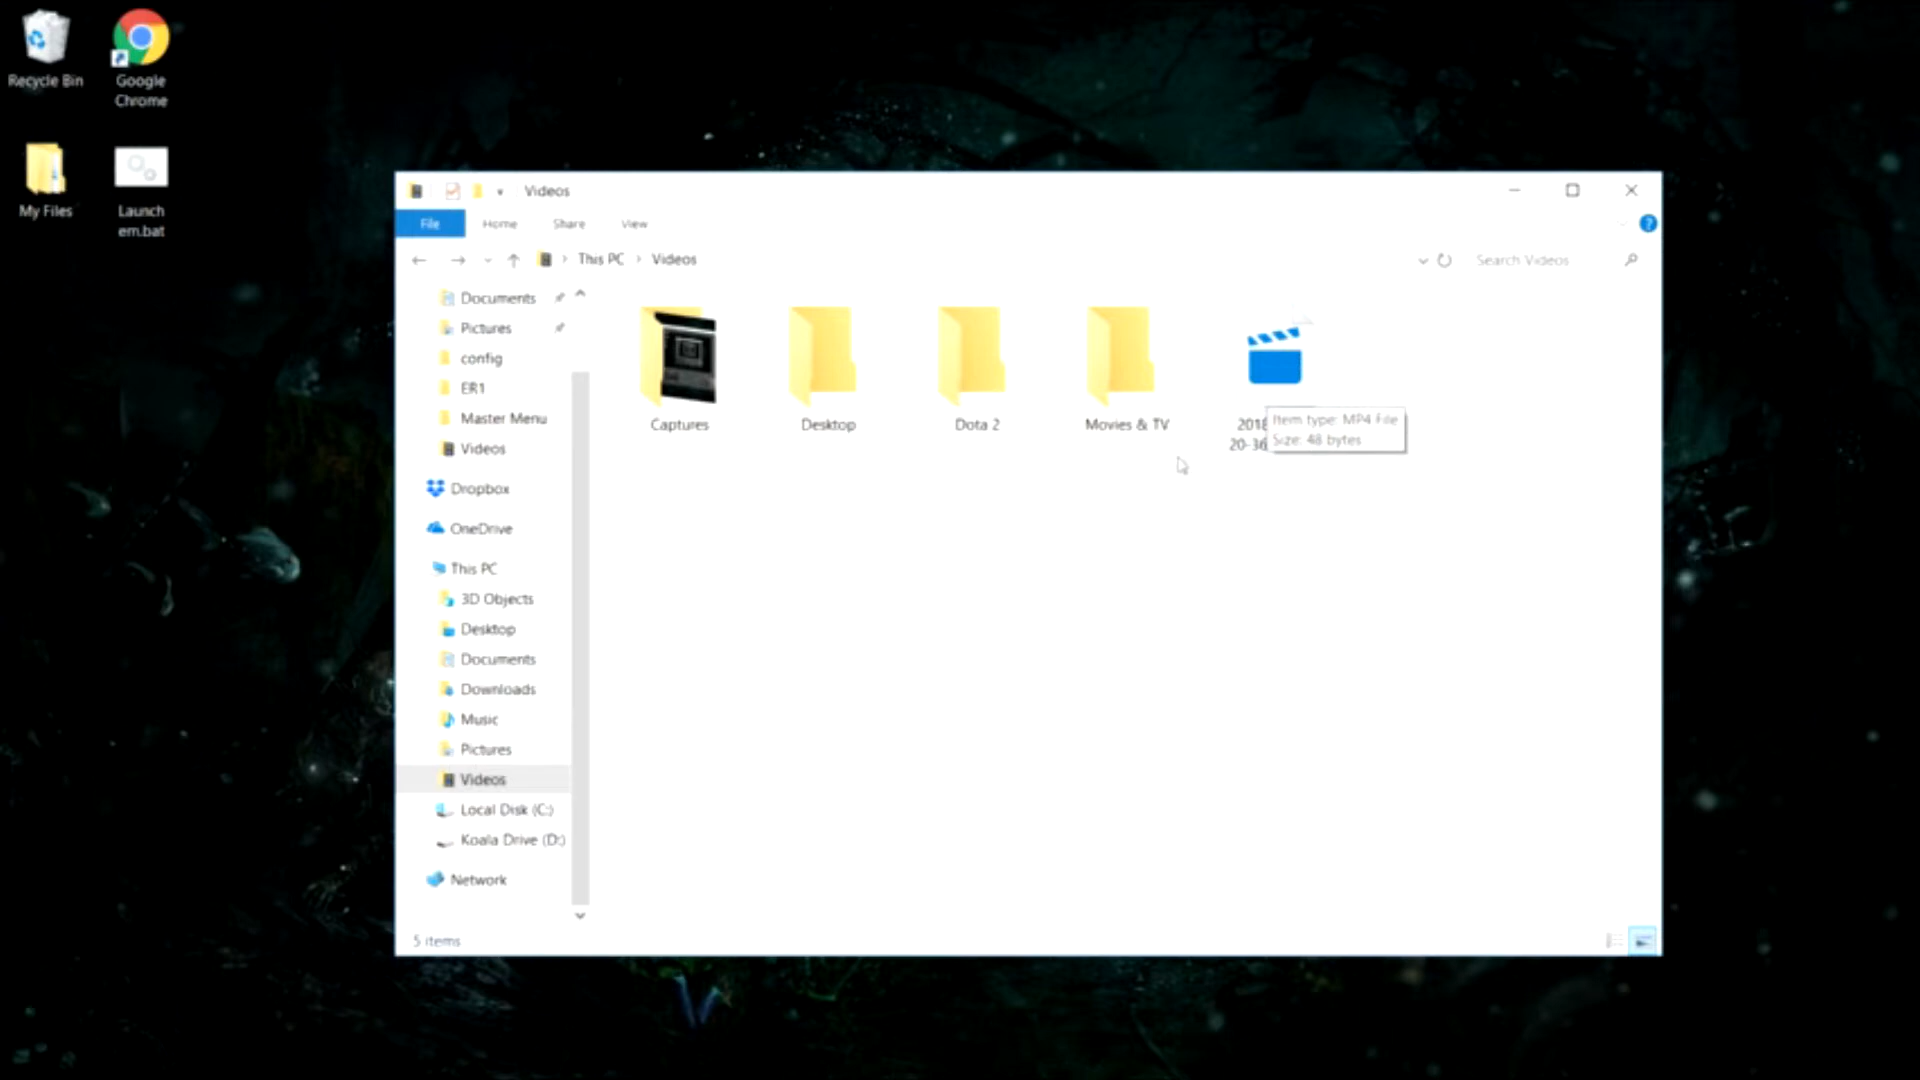 Recycle Bin
Google
Chrome
My Files
Launch
em.bat
Videos
File
Home
Share
View
This PC
Videos
Search Videos
Documents
Pictures
config
ER1
Master Menu
Videos
Dropbox
OneDrive
This PC
3D Objects
Desktop
Documents
Downloads
Music
Pictures
Videos
Local Disk (C:)
Koala Drive (D:)
Network
Captures
Desktop
Dota 2
Movies & TV
2018
20-36
Item type: MP4 File
Size: 48 bytes
5 items